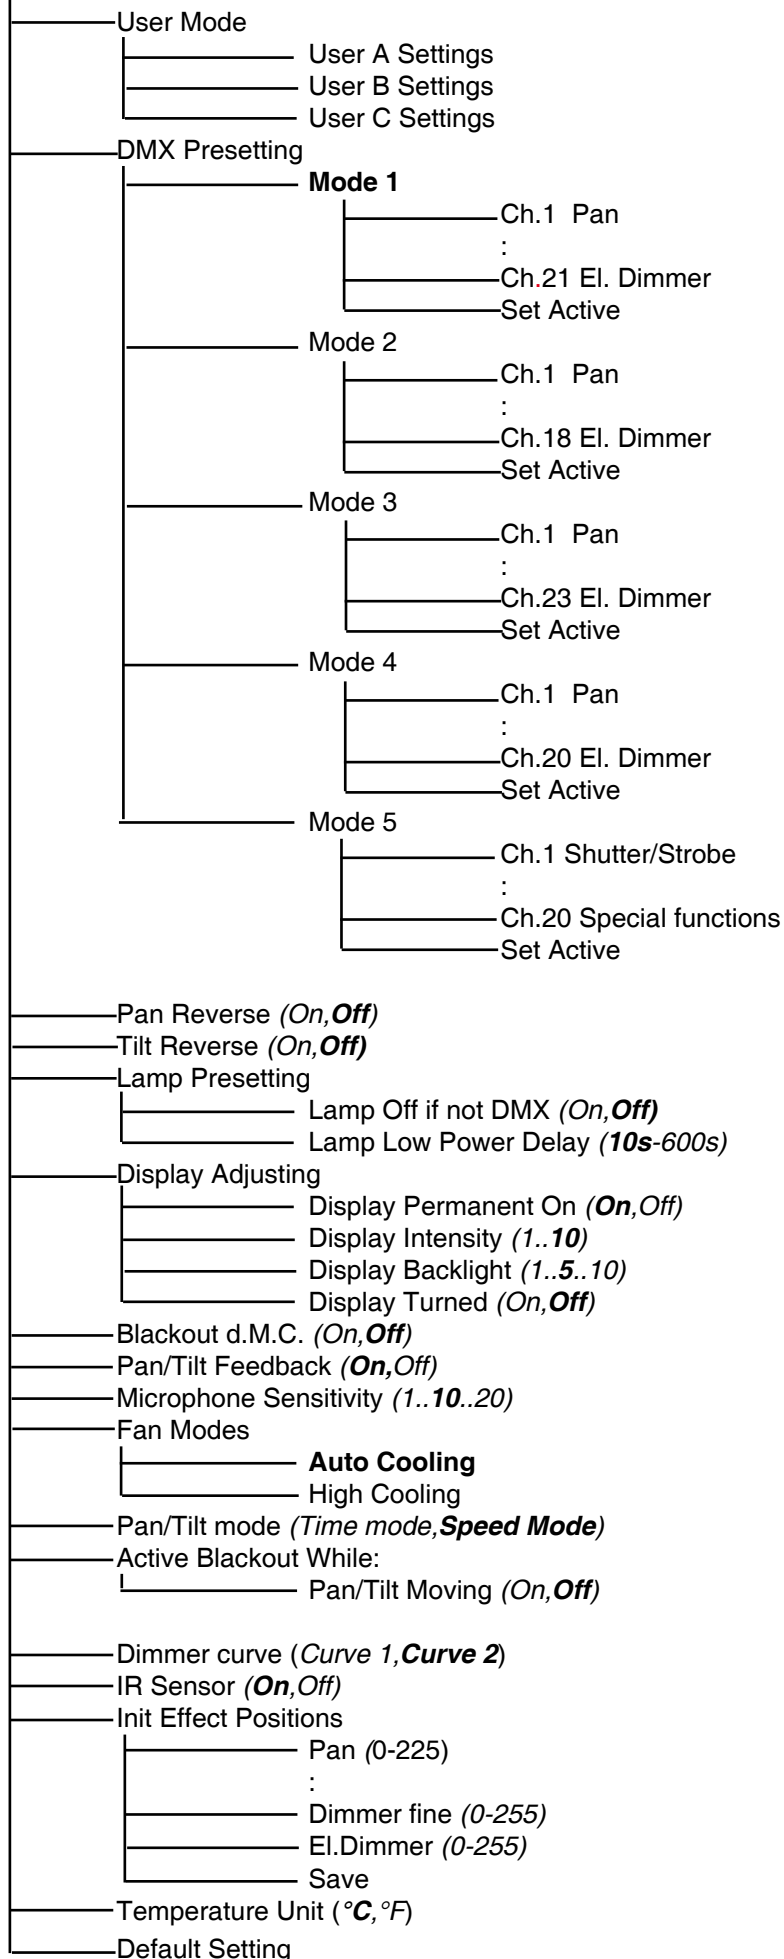 User Mode
User A Settings
User B Settings
User C Settings
DMX Presetting
Mode 1
Ch.1  Pan
:
Ch.21 El. Dimmer
Set Active
Mode 2
Ch.1  Pan
:
Ch.18 El. Dimmer
Set Active
Mode 3
Ch.1  Pan
:
Ch.23 El. Dimmer
Set Active
Mode 4
Ch.1  Pan
:
Ch.20 El. Dimmer
Set Active
Mode 5
Ch.1 Shutter/Strobe
:
Ch.20 Special functions
Set Active
Pan Reverse (On,Off)
Tilt Reverse (On,Off)
Lamp Presetting
Lamp Off if not DMX (On,Off)
Lamp Low Power Delay (10s-600s)
Display Adjusting
Display Permanent On (On,Off)
Display Intensity (1..10)
Display Backlight (1..5..10)
Display Turned (On,Off)
Blackout d.M.C. (On,Off)
Pan/Tilt Feedback (On,Off)
Microphone Sensitivity (1..10..20)
Fan Modes
Auto Cooling
High Cooling
Pan/Tilt mode (Time mode,Speed Mode)
Active Blackout While:
Pan/Tilt Moving (On,Off)
Dimmer curve (Curve 1,Curve 2)
IR Sensor (On,Off)
Init Effect Positions
Pan (0-225)
:
Dimmer fine (0-255)
El.Dimmer (0-255)
Save
Temperature Unit (°C,°F)
Default Setting